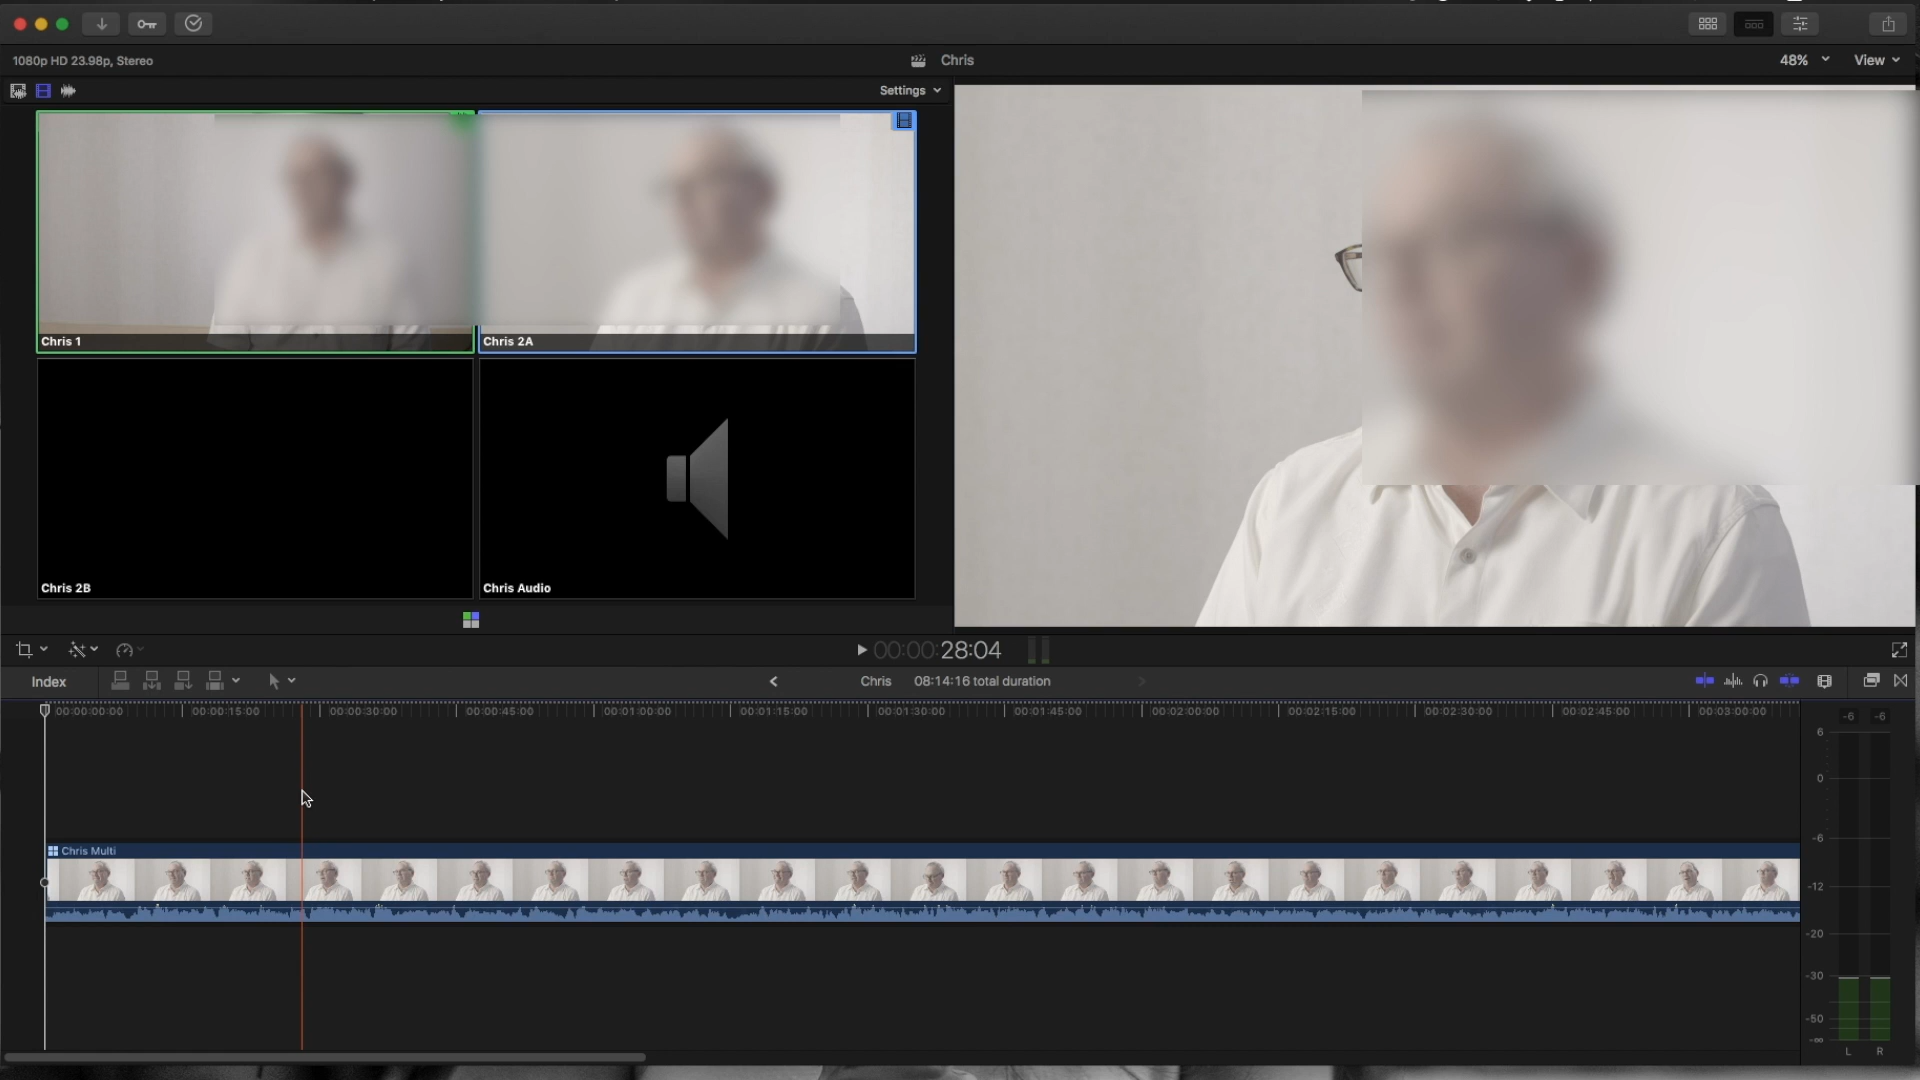 1080p HD 23.98p, Stereo
Chris
48%
View
Settings
Chris 1
Chris 2A
Chris 2B
Chris Audio
00:00:28:04
Index
Chris
08:14:16 total duration
00:00:00:00
00:00:15:00
00:00:30:00
00:00:45:00
00:01:00:00
00:01:15:00
00:01:30:00
00:01:45:00
00:02:00:00
00:02:15:00
00:02:30:00
00:02:45:00
00:03:00:00
-6 -6
6
0
-6
-12
-20
-30
-50
-∞
L R
Chris Multi